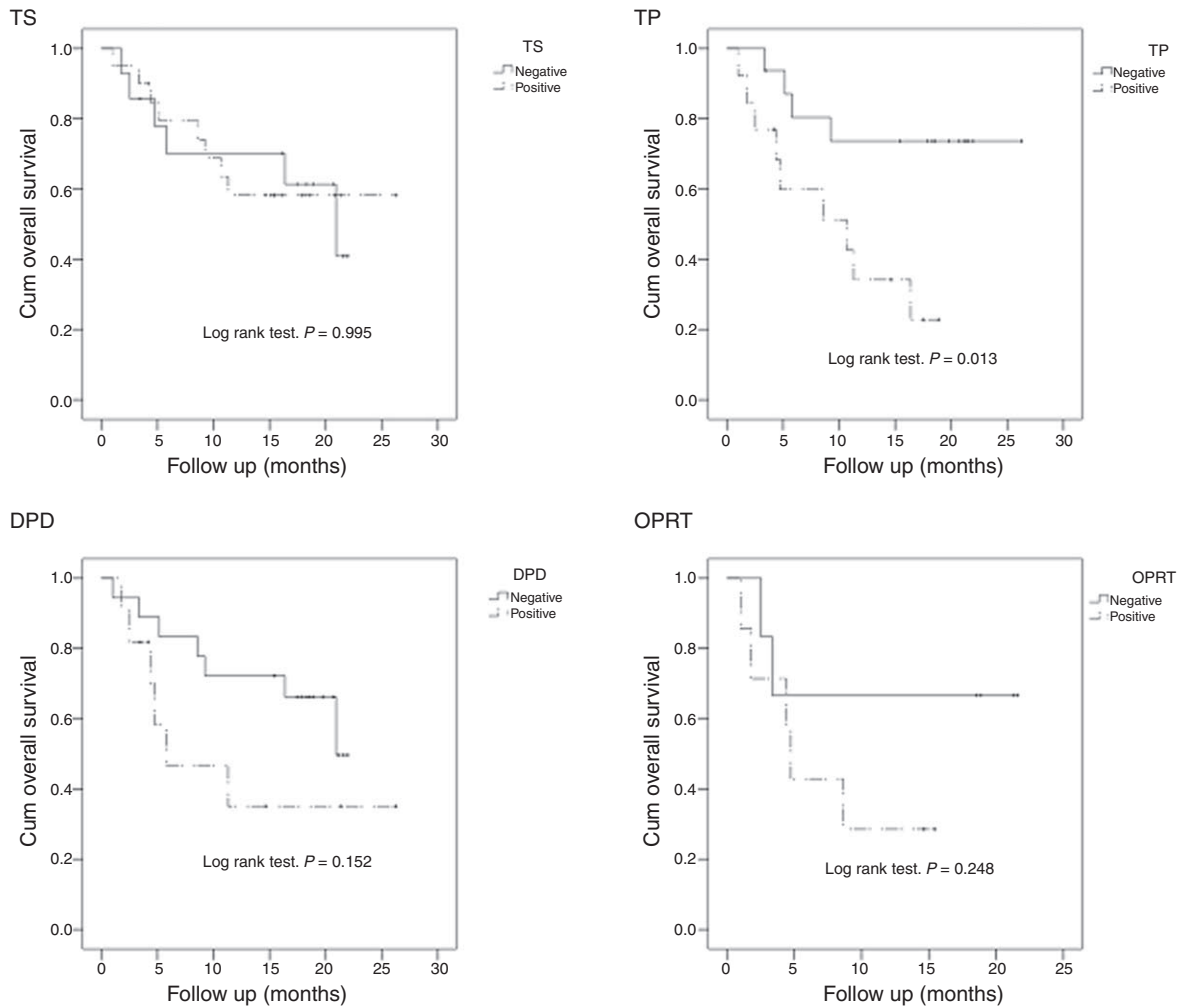 TS
TS
Negative
Positive
1.0
0.8
0.6
0.4
0.2
0.0
Cum overall survival
Log rank test. P = 0.995
0 5 10 15 20 25 30
Follow up (months)
TP
TP
Negative
Positive
1.0
0.8
0.6
0.4
0.2
0.0
Cum overall survival
Log rank test. P = 0.013
0 5 10 15 20 25 30
Follow up (months)
DPD
DPD
Negative
Positive
1.0
0.8
0.6
0.4
0.2
0.0
Cum overall survival
Log rank test. P = 0.152
0 5 10 15 20 25 30
Follow up (months)
OPRT
OPRT
Negative
Positive
1.0
0.8
0.6
0.4
0.2
0.0
Cum overall survival
Log rank test. P = 0.248
0 5 10 15 20 25
Follow up (months)